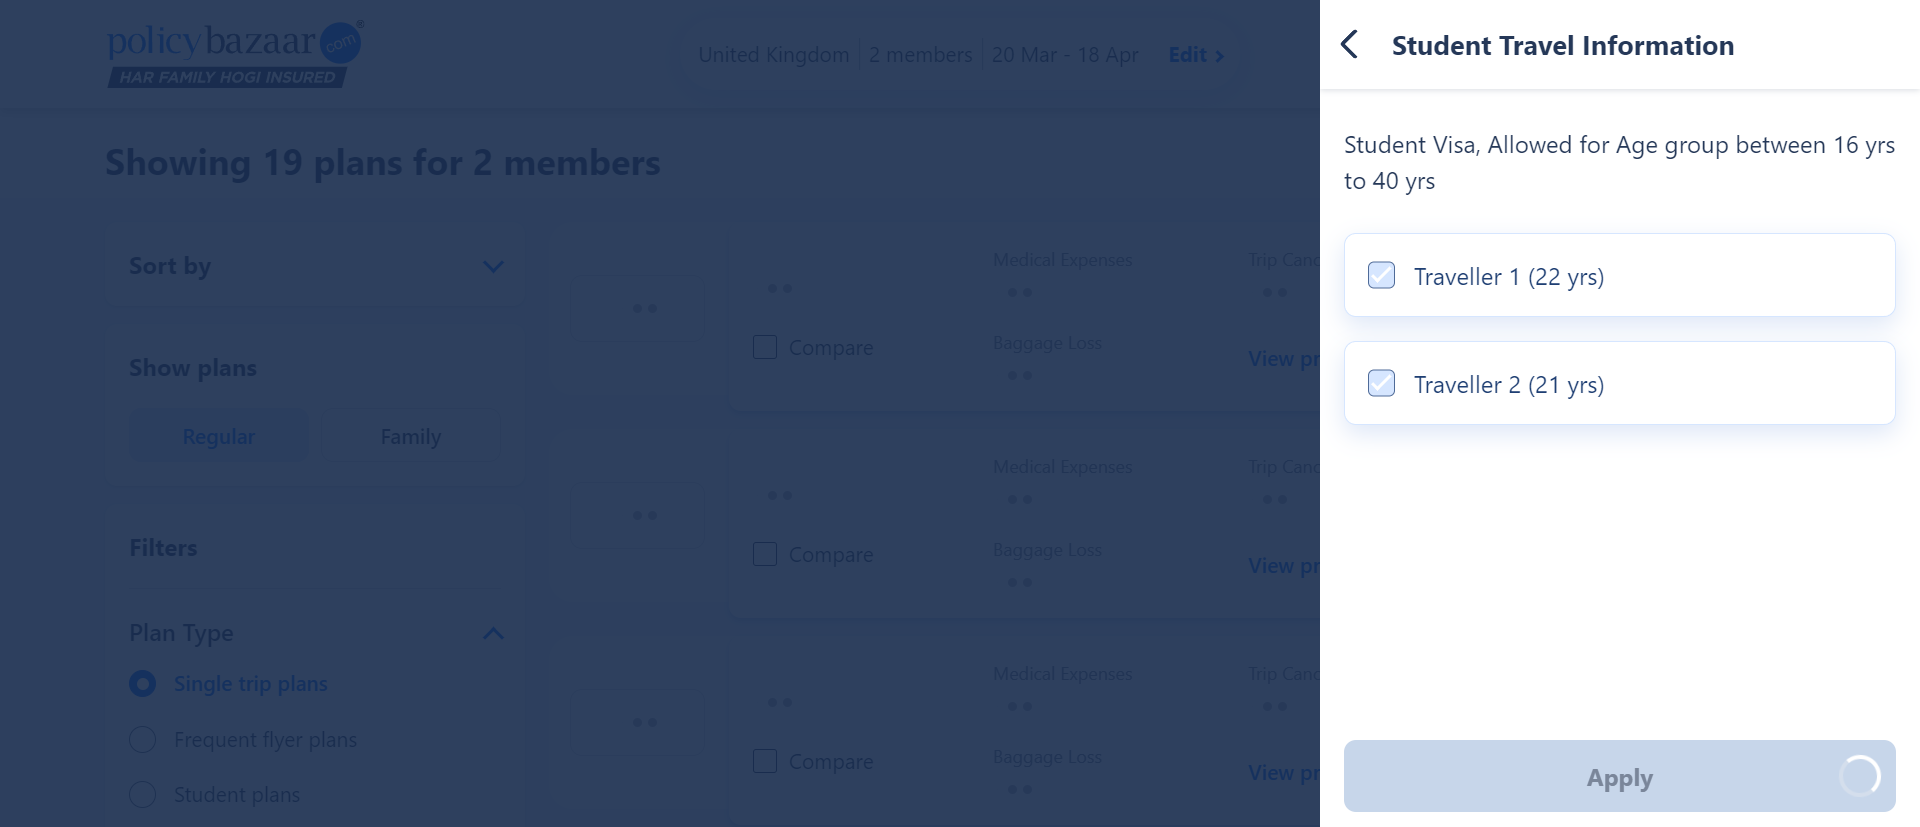 policybazaar com ®
HAR FAMILY HOGI INSURED
United Kingdom 2 members 20 Mar - 18 Apr Edit
Showing 19 plans for 2 members
Sort by
Show plans
Regular Family
Filters
Plan Type
Single trip plans
Frequent flyer plans
Student plans
Medical Expenses Trip Canc
Compare
Baggage Loss
View pr
Medical Expenses Trip Canc
Compare
Baggage Loss
View pr
Medical Expenses Trip Canc
Compare
Baggage Loss
View pr
Student Travel Information
Student Visa, Allowed for Age group between 16 yrs
to 40 yrs
Traveller 1 (22 yrs)
Traveller 2 (21 yrs)
Apply